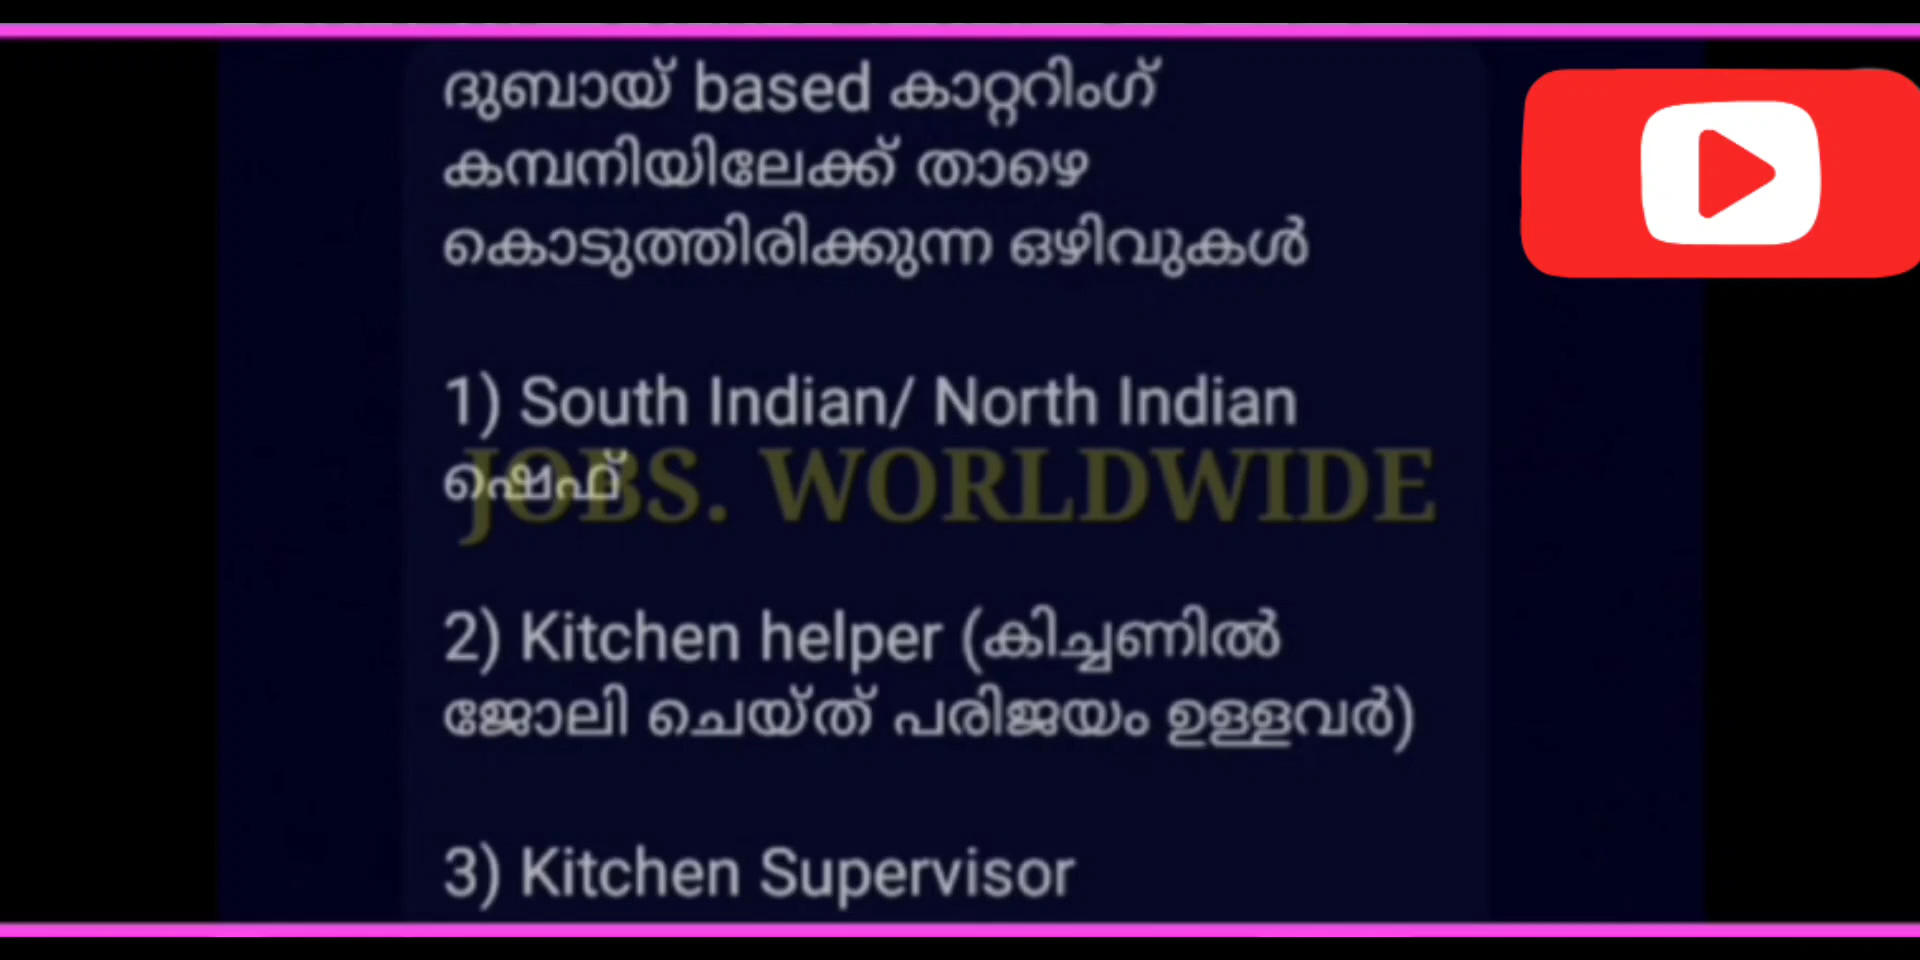 ദുബായ് based കാറ്ററിംഗ്
കമ്പനിയിലേക്ക് താഴെ
കൊടുത്തിരിക്കുന്ന ഒഴിവുകൾ
1) South Indian/ North Indian
ഷെഫ്
JOBS. WORLDWIDE
2) Kitchen helper (കിച്ചണിൽ
ജോലി ചെയ്ത് പരിജയം ഉള്ളവർ)
3) Kitchen Supervisor